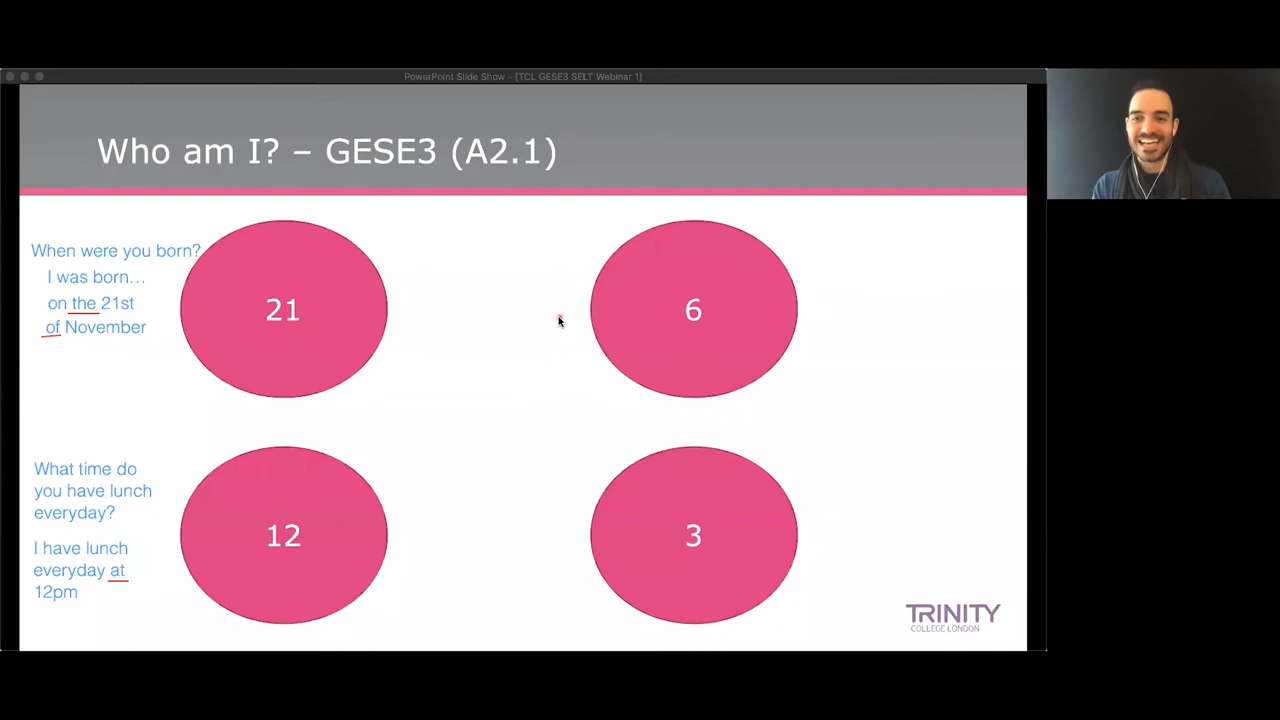 PowerPoint Slide Show – [TCL GESE3 SELT Webinar 1]
Who am I? – GESE3 (A2.1)
When were you born?
I was born…
on the 21st
of November
21
6
What time do
you have lunch
everyday?
I have lunch
everyday at
12pm
12
3
TRINITY
COLLEGE LONDON